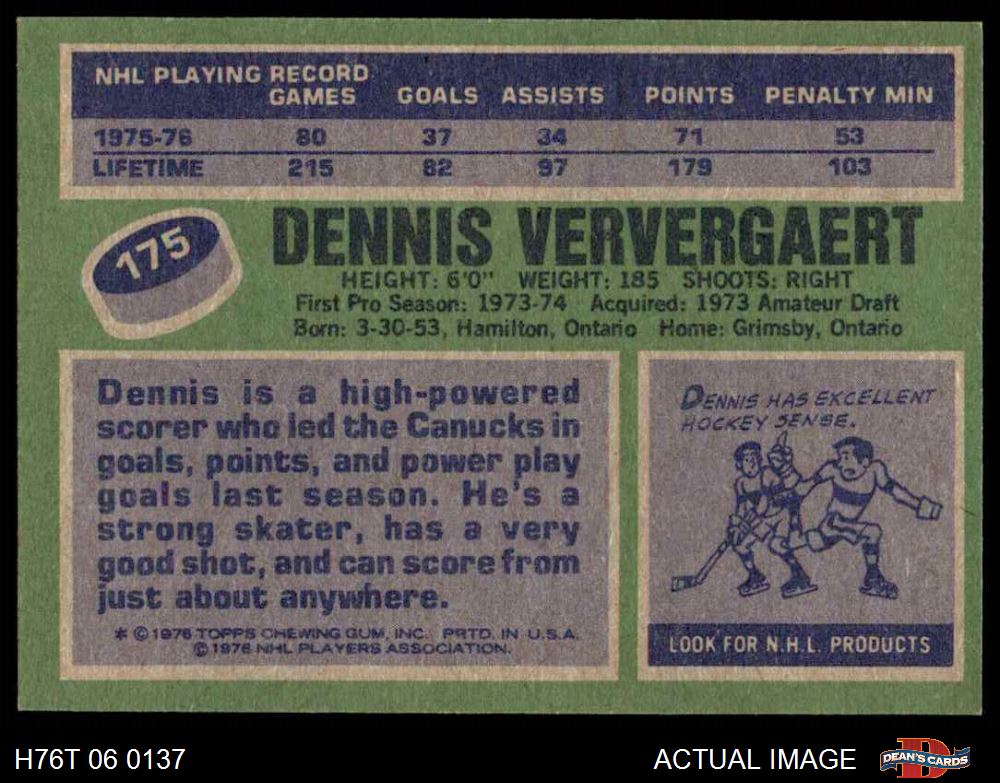 NHL PLAYING RECORD
GAMES GOALS ASSISTS POINTS PENALTY MIN
1975-76 80 37 34 71 53
LIFETIME 215 82 97 179 103
175
DENNIS VERVERGAERT
HEIGHT: 6'0" WEIGHT: 185 SHOOTS: RIGHT
First Pro Season: 1973-74 Acquired: 1973 Amateur Draft
Born: 3-30-53, Hamilton, Ontario Home: Grimsby, Ontario
Dennis is a high-powered
scorer who led the Canucks in
goals, points, and power play
goals last season. He's a
strong skater, has a very
good shot, and can score from
just about anywhere.
* © 1976 TOPPS CHEWING GUM, INC. PRTD. IN U.S.A.
© 1976 NHL PLAYERS ASSOCIATION.
DENNIS HAS EXCELLENT
HOCKEY SENSE.
LOOK FOR N.H.L. PRODUCTS
H76T 06 0137 ACTUAL IMAGE DEAN'S CARDS